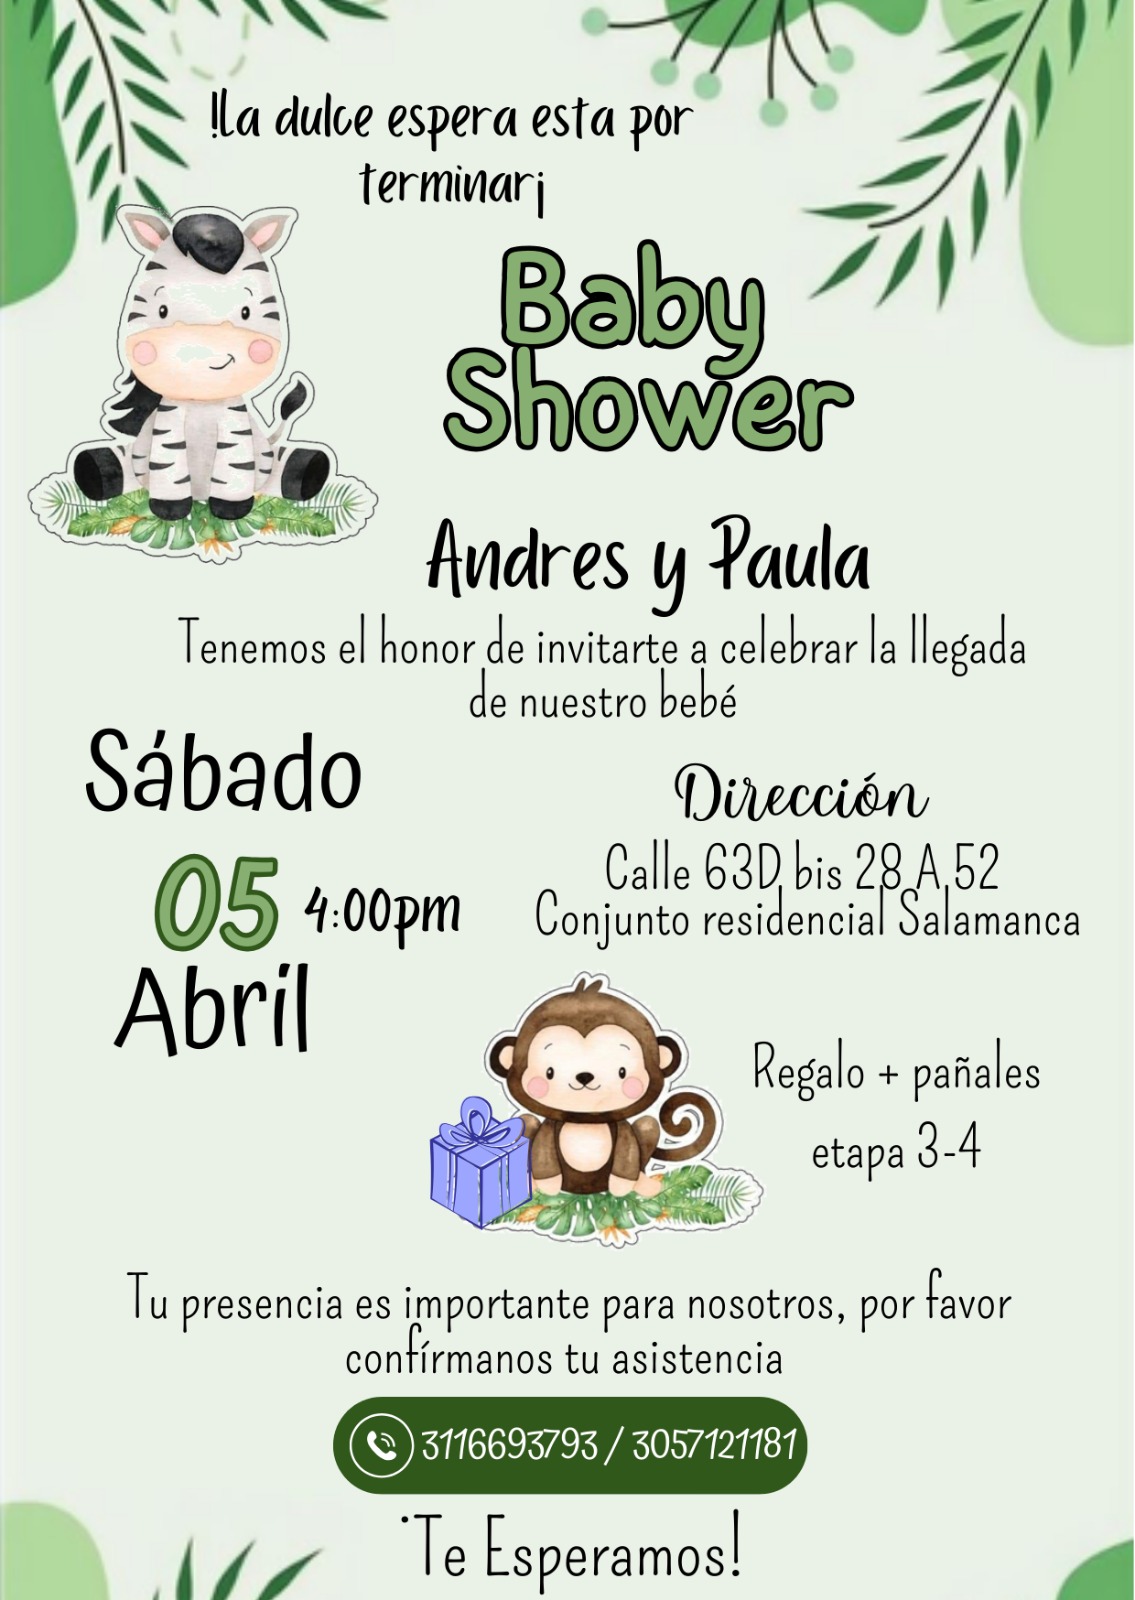 !La dulce espera esta por
terminar¡
Baby
Shower
Andres y Paula
Tenemos el honor de invitarte a celebrar la llegada
de nuestro bebé
Sábado
05 4:00pm
Abril
Dirección
Calle 63D bis 28 A 52
Conjunto residencial Salamanca
Regalo + pañales
etapa 3-4
Tu presencia es importante para nosotros, por favor
confírmanos tu asistencia
3116693793 / 3057121181
¡Te Esperamos!